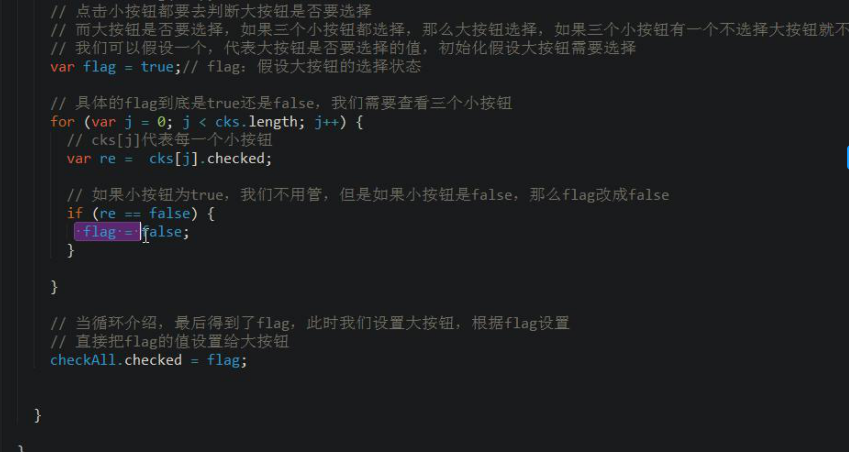 // 点击小按钮都要去判断大按钮是否要选择
// 而大按钮是否要选择，如果三个小按钮都选择，那么大按钮选择，如果三个小按钮有一个不选择大按钮就不
// 我们可以假设一个，代表大按钮是否要选择的值，初始化假设大按钮需要选择
var flag = true;// flag：假设大按钮的选择状态
// 具体的flag到底是true还是false，我们需要查看三个小按钮
for (var j = 0; j < cks.length; j++) {
// cks[j]代表每一个小按钮
var re =  cks[j].checked;
// 如果小按钮为true，我们不用管，但是如果小按钮是false，那么flag改成false
if (re == false) {
flag = false;
}
}
// 当循环介绍，最后得到了flag，此时我们设置大按钮，根据flag设置
// 直接把flag的值设置给大按钮
checkAll.checked = flag;
}
}